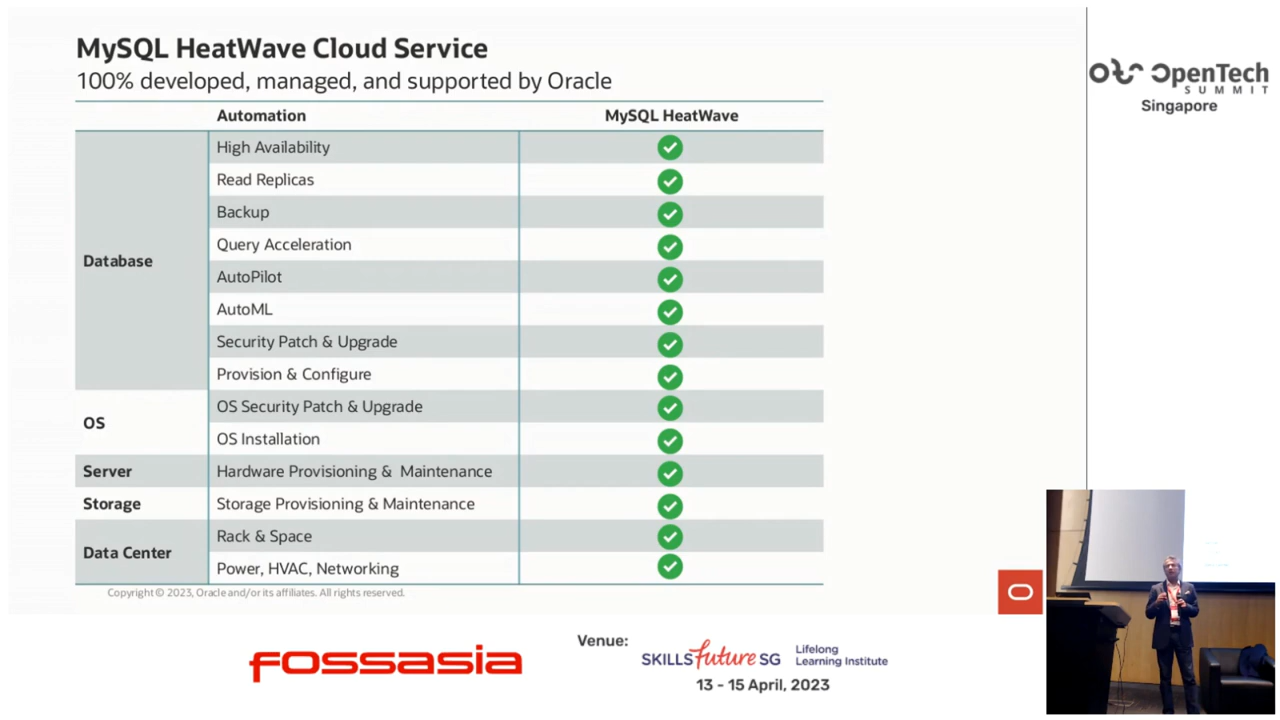 MySQL HeatWave Cloud Service
100% developed, managed, and supported by Oracle
Automation MySQL HeatWave
Database
High Availability
Read Replicas
Backup
Query Acceleration
AutoPilot
AutoML
Security Patch & Upgrade
Provision & Configure
OS
OS Security Patch & Upgrade
OS Installation
Server Hardware Provisioning & Maintenance
Storage Storage Provisioning & Maintenance
Data Center
Rack & Space
Power, HVAC, Networking
Copyright © 2023, Oracle and/or its affiliates. All rights reserved.
OpenTech
SUMMIT
Singapore
fossasia
Venue:
SKILLSfuture SG
Lifelong
Learning Institute
13 - 15 April, 2023